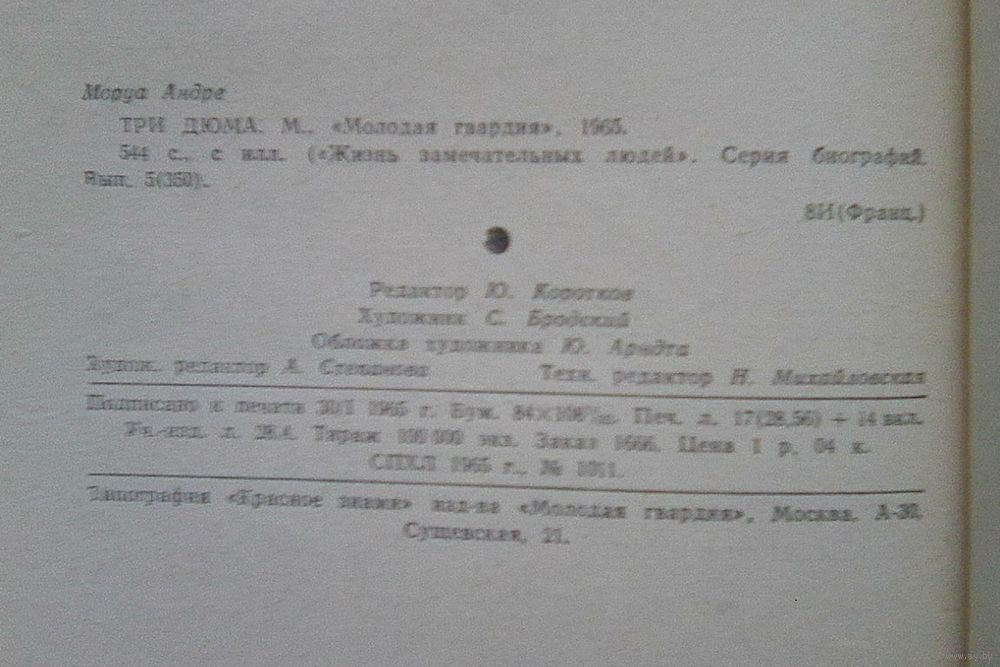 Моруа Андре
ТРИ ДЮМА. М., «Молодая гвардия», 1965.
544 с., с илл. («Жизнь замечательных людей». Серия биографий.
Вып. 5(350).
8И(Франц.)
Редактор Ю. Коротков
Художник С. Бродский
Обложка художника Ю. Арндта
Худож. редактор А. Степанова Техн. редактор Н. Михайловская
Подписано к печати 30/I 1965 г. Бум. 84×108¹/₃₂. Печ. л. 17(28,56) + 14 вкл.
Уч.-изд. л. Тираж 100 000 экз. Заказ 1666. Цена 1 р. 04 к.
1965 г., № 1011.
Типография «Красное знамя» изд-ва «Молодая гвардия». Москва, А-30,
Сущевская, 21.
www.ay.by